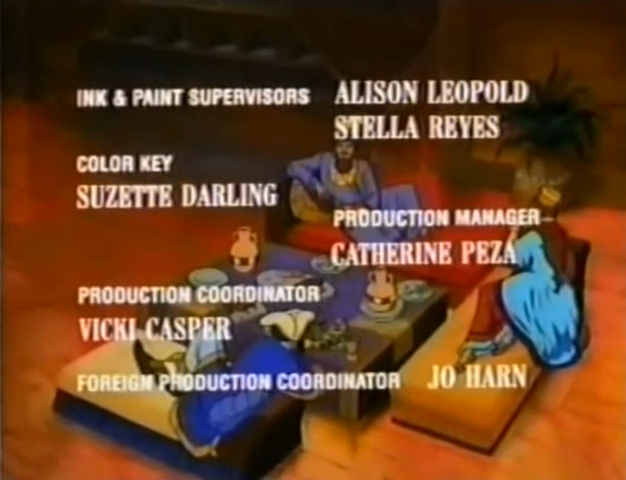 INK & PAINT SUPERVISORS ALISON LEOPOLD
STELLA REYES
COLOR KEY
SUZETTE DARLING
PRODUCTION MANAGER
CATHERINE PEZA
PRODUCTION COORDINATOR
VICKI CASPER
FOREIGN PRODUCTION COORDINATOR JO HARN